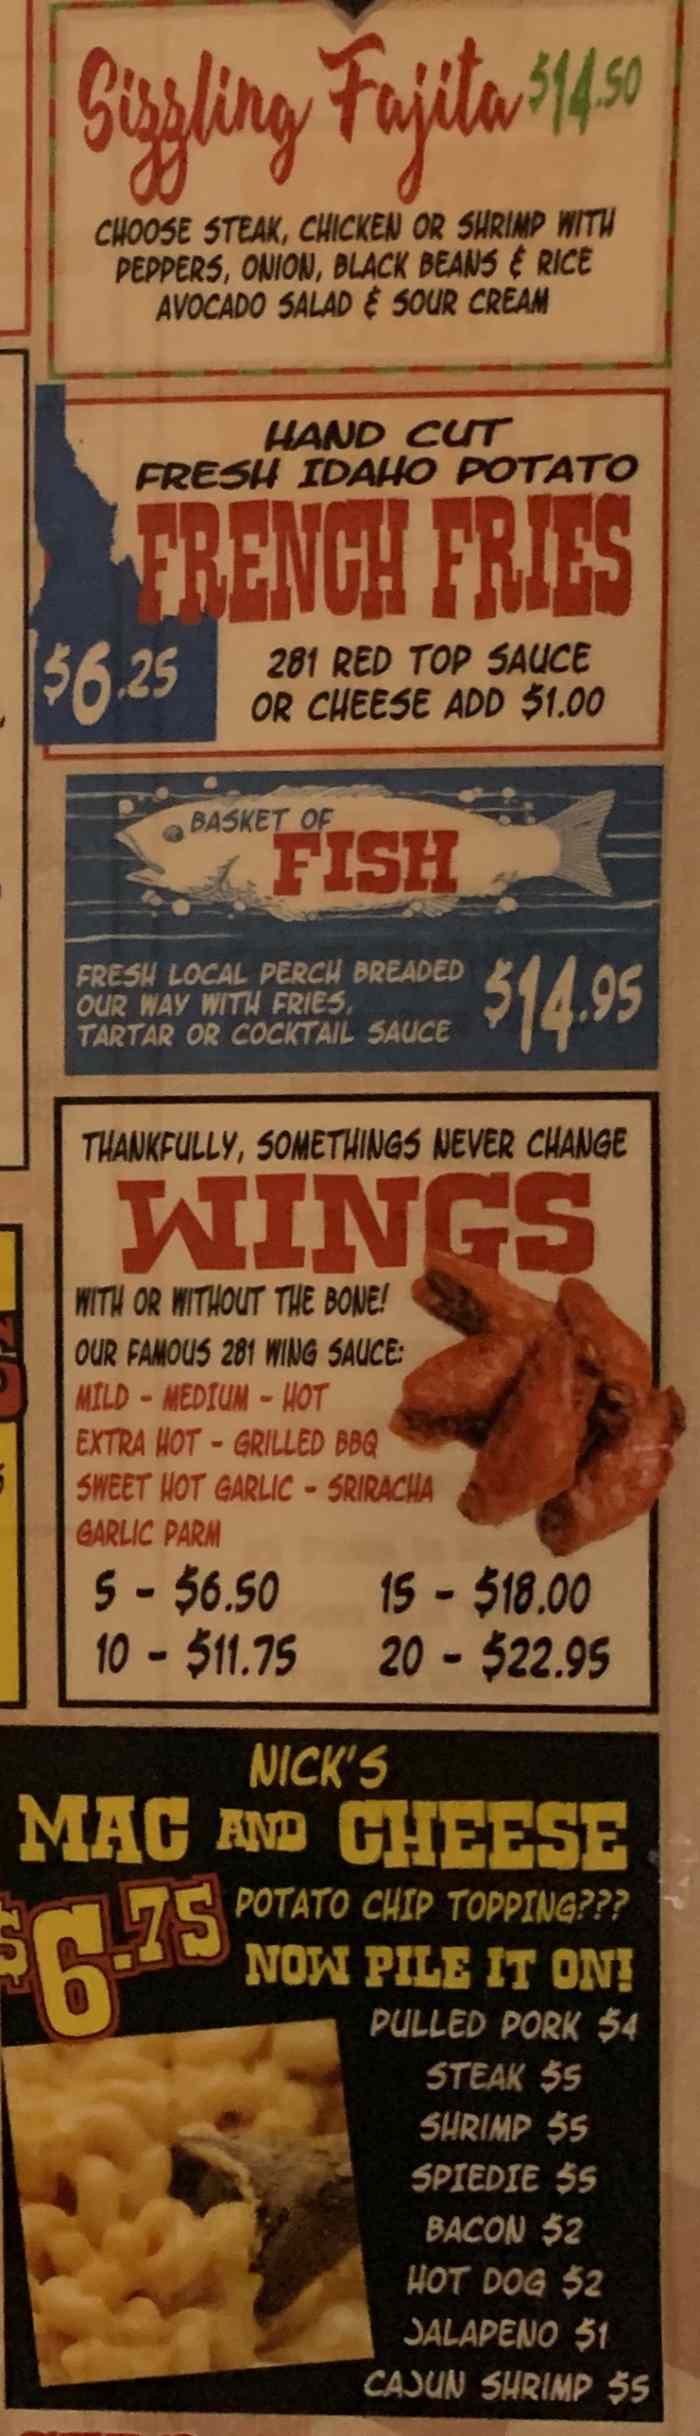 Sizzling Fajita $14.50
CHOOSE STEAK, CHICKEN OR SHRIMP WITH
PEPPERS, ONION, BLACK BEANS & RICE
AVOCADO SALAD & SOUR CREAM
HAND CUT
FRESH IDAHO POTATO
FRENCH FRIES
$6.25
281 RED TOP SAUCE
OR CHEESE ADD $1.00
BASKET OF
FISH
FRESH LOCAL PERCH BREADED
OUR WAY WITH FRIES,
TARTAR OR COCKTAIL SAUCE
$14.95
THANKFULLY, SOMETHINGS NEVER CHANGE
WINGS
WITH OR WITHOUT THE BONE!
OUR FAMOUS 281 WING SAUCE:
MILD - MEDIUM - HOT
EXTRA HOT - GRILLED BBQ
SWEET HOT GARLIC - SRIRACHA
GARLIC PARM
5 - $6.50 15 - $18.00
10 - $11.75 20 - $22.95
NICK'S
MAC AND CHEESE
$6.75
POTATO CHIP TOPPING???
NOW PILE IT ON!
PULLED PORK $4
STEAK $5
SHRIMP $5
SPIEDIE $5
BACON $2
HOT DOG $2
JALAPENO $1
CAJUN SHRIMP $5